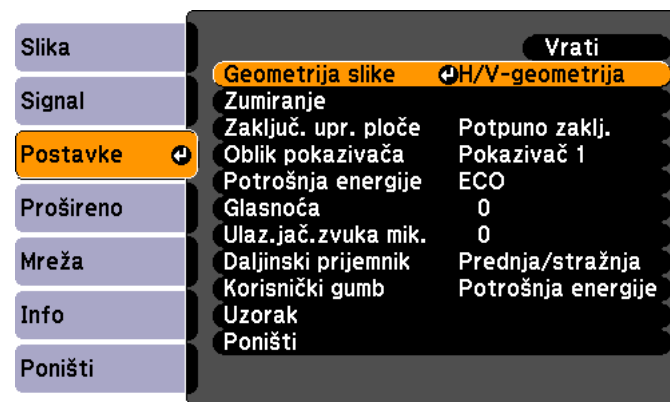 Slika
Signal
Postavke
Prošireno
Mreža
Info
Poništi
Vrati
Geometrija slike H/V-geometrija
Zumiranje
Zaključ. upr. ploče Potpuno zaklj.
Oblik pokazivača Pokazivač 1
Potrošnja energije ECO
Glasnoća 0
Ulaz.jač.zvuka mik. 0
Daljinski prijemnik Prednja/stražnja
Korisnički gumb Potrošnja energije
Uzorak
Poništi